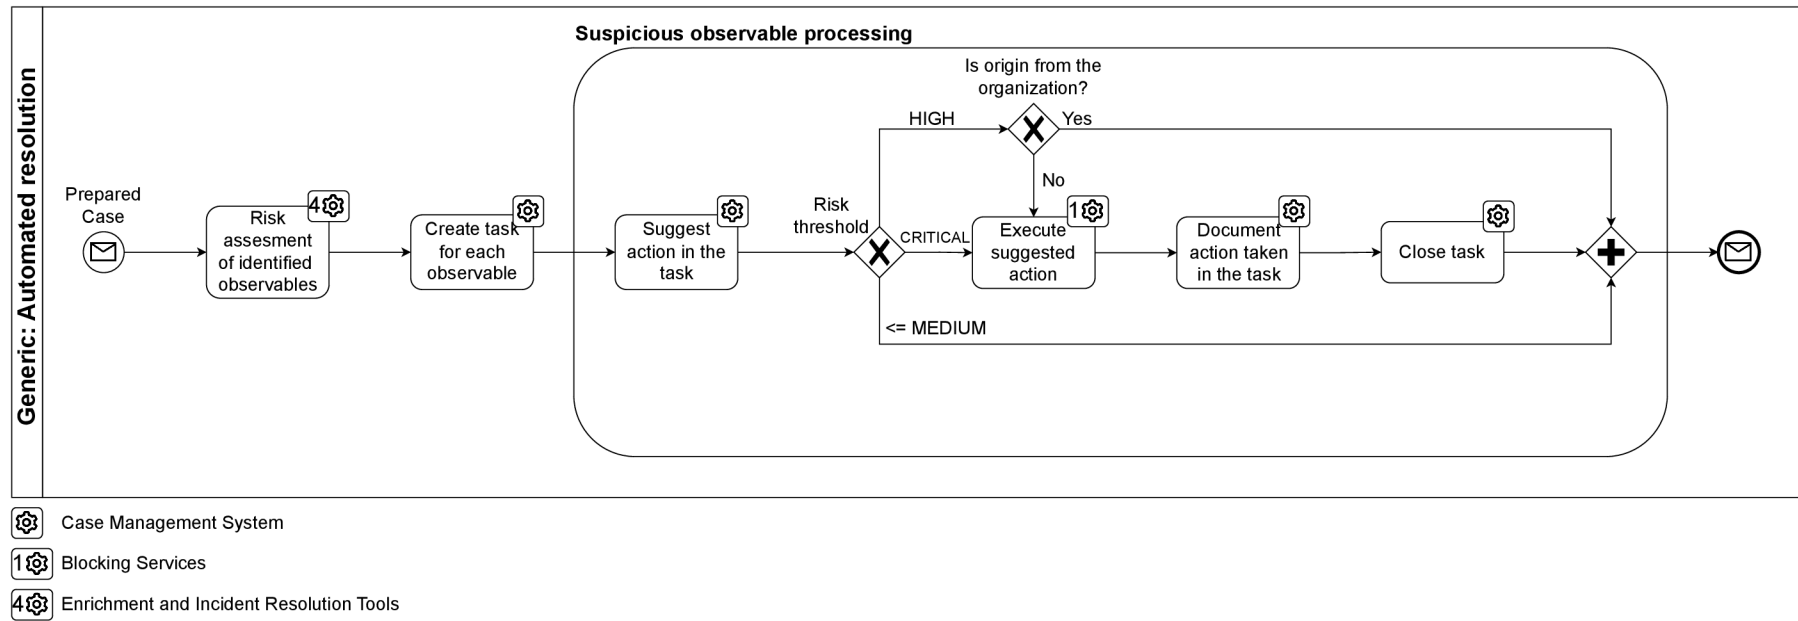 Generic: Automated resolution
Suspicious observable processing
Prepared
Case
4
Risk
assesment
of identified
observables
Create task
for each
observable
Suggest
action in the
task
Risk
threshold
HIGH
Is origin from the
organization?
Yes
No
CRITICAL
<= MEDIUM
1
Execute
suggested
action
Document
action taken
in the task
Close task
Case Management System
1
Blocking Services
4
Enrichment and Incident Resolution Tools